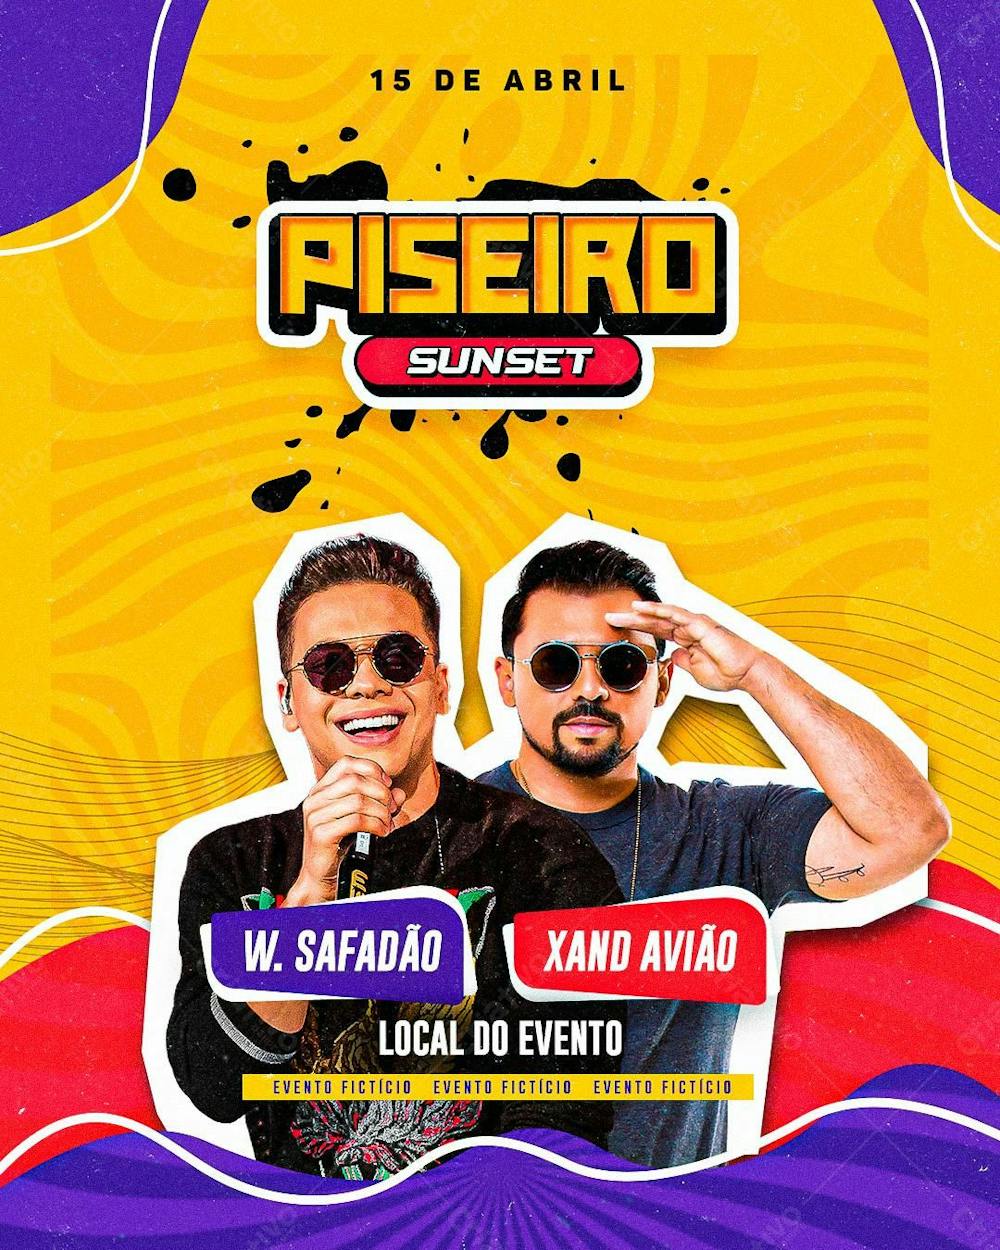 15 DE ABRIL
PISEIRO
SUNSET
W. SAFADÃO
XAND AVIÃO
LOCAL DO EVENTO
EVENTO FICTÍCIO EVENTO FICTÍCIO EVENTO FICTÍCIO